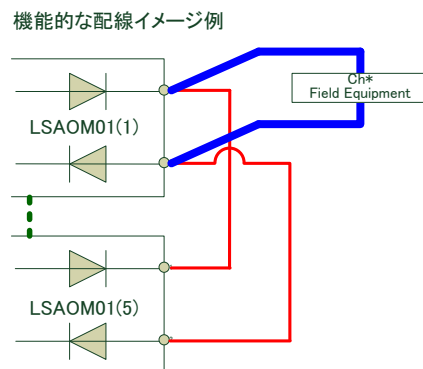 機能的な配線イメージ例
Ch*
Field Equipment
LSAOM01(1)
LSAOM01(5)